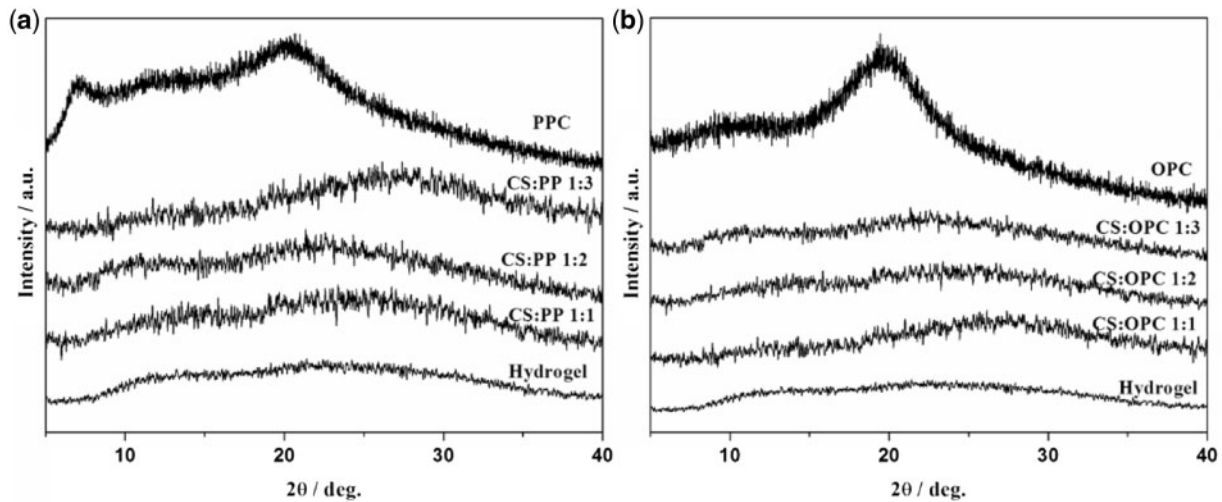 (a)
PPC
CS:PP 1:3
CS:PP 1:2
CS:PP 1:1
Hydrogel
Intensity / a.u.
10 20 30 40
2θ / deg.
(b)
OPC
CS:OPC 1:3
CS:OPC 1:2
CS:OPC 1:1
Hydrogel
Intensity / a.u.
10 20 30 40
2θ / deg.